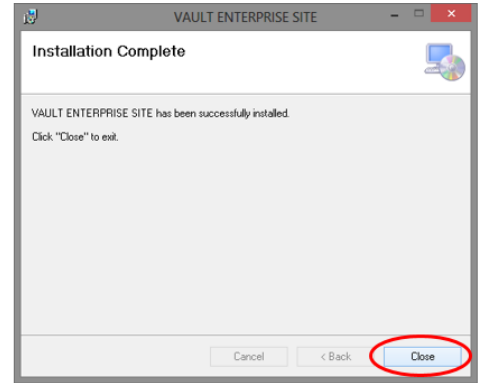 VAULT ENTERPRISE SITE
Installation Complete
VAULT ENTERPRISE SITE has been successfully installed.
Click "Close" to exit.
Cancel
< Back
Close